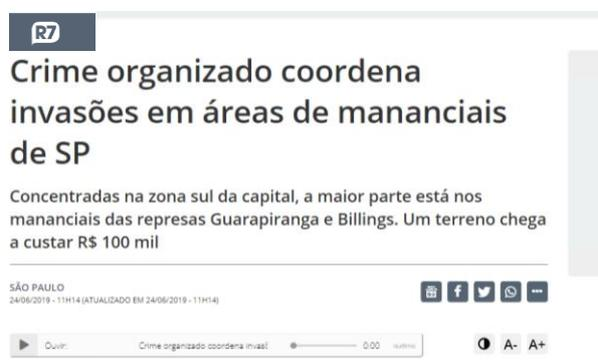 R7
Crime organizado coordena
invasões em áreas de mananciais
de SP
Concentradas na zona sul da capital, a maior parte está nos
mananciais das represas Guarapiranga e Billings. Um terreno chega
a custar R$ 100 mil
SÃO PAULO
24/06/2019 - 11H14 (ATUALIZADO EM 24/06/2019 - 11H14)
Ouvir: Crime organizado coordena invas 0:00
A- A+